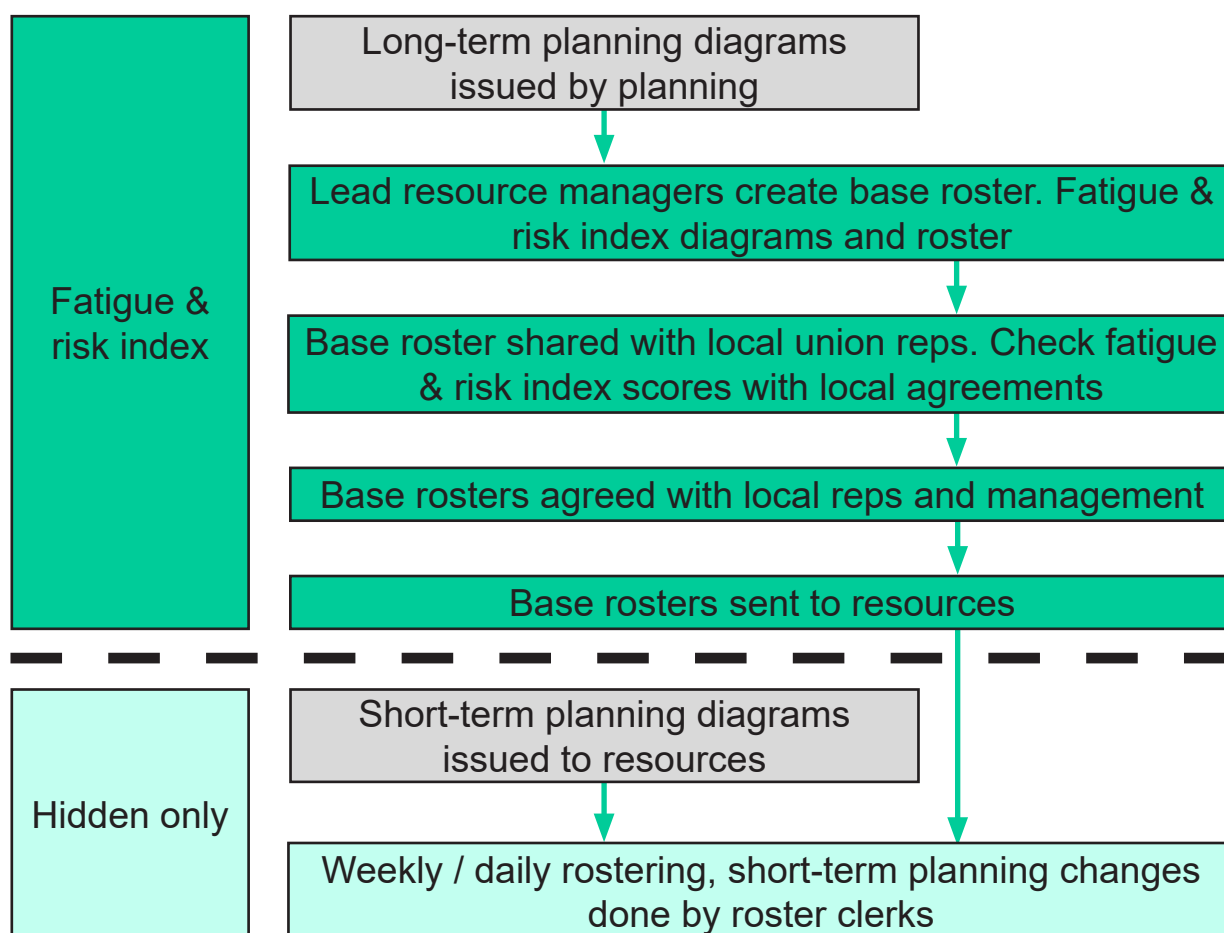 Long-term planning diagrams
issued by planning
Lead resource managers create base roster. Fatigue &
risk index diagrams and roster
Fatigue &
risk index
Base roster shared with local union reps. Check fatigue
& risk index scores with local agreements
Base rosters agreed with local reps and management
Base rosters sent to resources
Short-term planning diagrams
issued to resources
Hidden only
Weekly / daily rostering, short-term planning changes
done by roster clerks